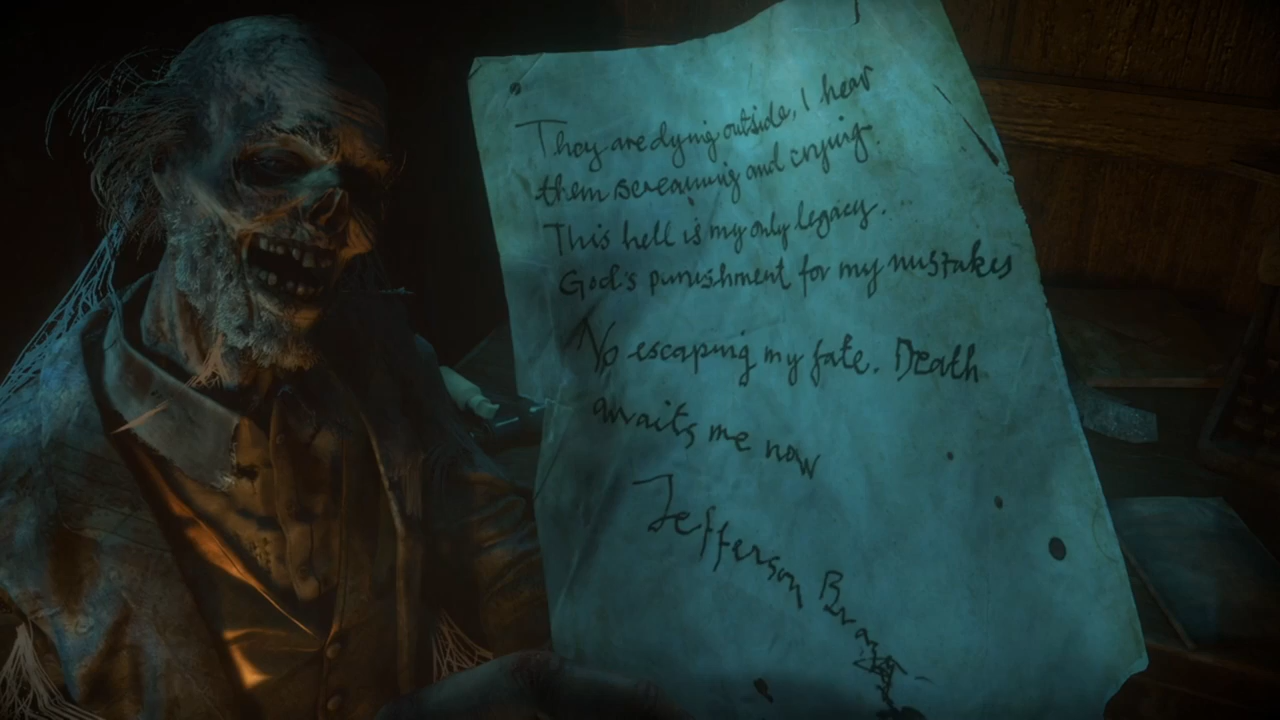 They are dying outside, I hear
them screaming and crying.
This hell is my only legacy.
God's punishment for my mistakes
No escaping my fate. Death
awaits me now
Jefferson